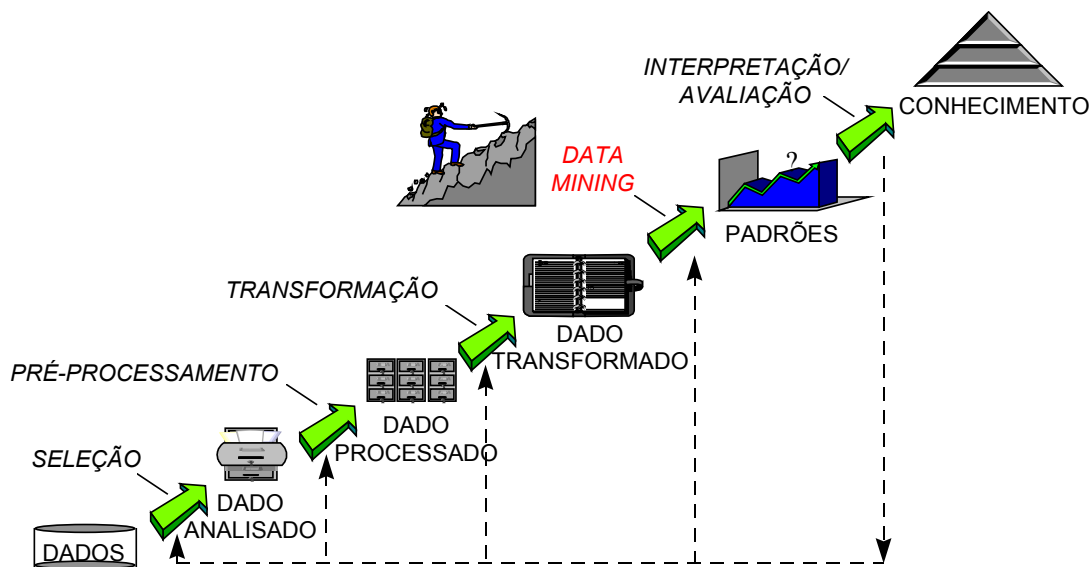 INTERPRETAÇÃO/
AVALIAÇÃO
CONHECIMENTO
DATA
MINING
?
PADRÕES
TRANSFORMAÇÃO
DADO
TRANSFORMADO
PRÉ-PROCESSAMENTO
DADO
PROCESSADO
SELEÇÃO
DADO
ANALISADO
DADOS